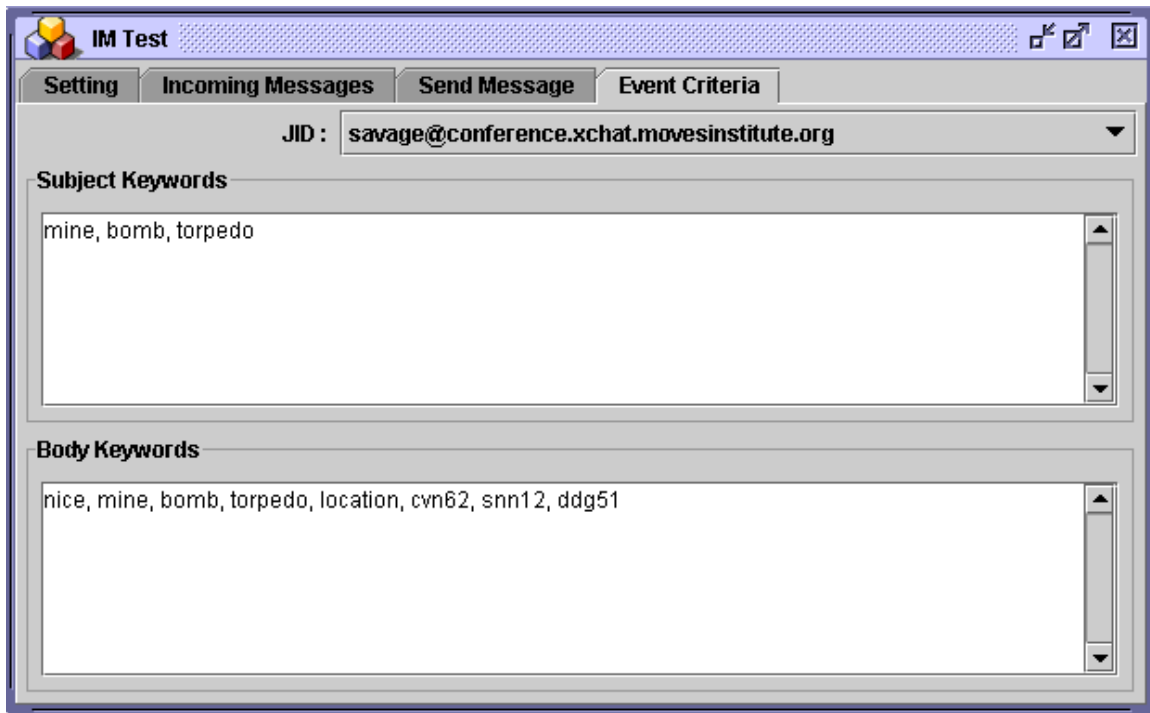 IM Test
Setting Incoming Messages Send Message Event Criteria
JID : savage@conference.xchat.movesinstitute.org
Subject Keywords
mine, bomb, torpedo
Body Keywords
nice, mine, bomb, torpedo, location, cvn62, snn12, ddg51